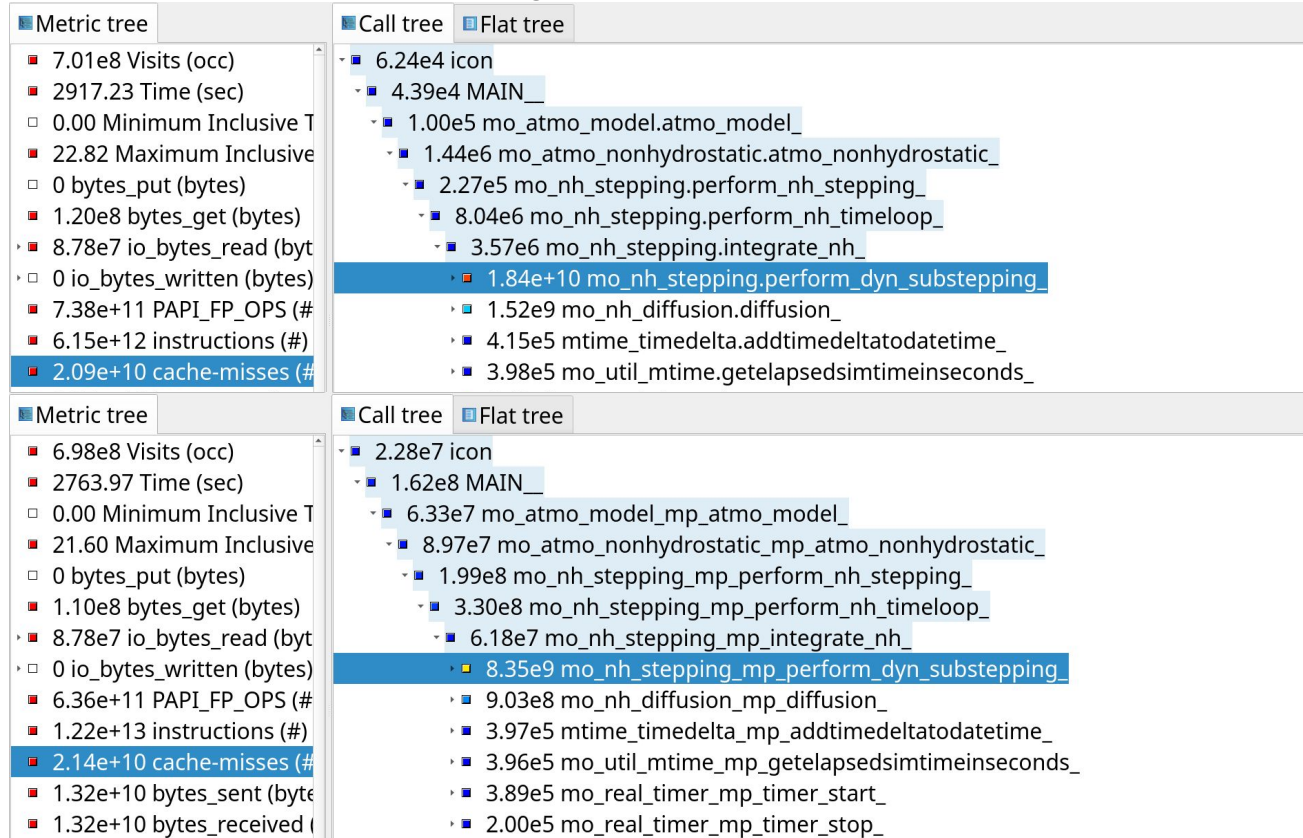 Metric tree
Call tree Flat tree
7.01e8 Visits (occ)
2917.23 Time (sec)
0.00 Minimum Inclusive T
22.82 Maximum Inclusive
0 bytes_put (bytes)
1.20e8 bytes_get (bytes)
8.78e7 io_bytes_read (byt
0 io_bytes_written (bytes)
7.38e+11 PAPI_FP_OPS (#
6.15e+12 instructions (#)
2.09e+10 cache-misses (#
6.24e4 icon
4.39e4 MAIN__
1.00e5 mo_atmo_model.atmo_model_
1.44e6 mo_atmo_nonhydrostatic.atmo_nonhydrostatic_
2.27e5 mo_nh_stepping.perform_nh_stepping_
8.04e6 mo_nh_stepping.perform_nh_timeloop_
3.57e6 mo_nh_stepping.integrate_nh_
1.84e+10 mo_nh_stepping.perform_dyn_substepping_
1.52e9 mo_nh_diffusion.diffusion_
4.15e5 mtime_timedelta.addtimedeltatodatetime_
3.98e5 mo_util_mtime.getelapsedsimtimeinseconds_
Metric tree
Call tree Flat tree
6.98e8 Visits (occ)
2763.97 Time (sec)
0.00 Minimum Inclusive T
21.60 Maximum Inclusive
0 bytes_put (bytes)
1.10e8 bytes_get (bytes)
8.78e7 io_bytes_read (byt
0 io_bytes_written (bytes)
6.36e+11 PAPI_FP_OPS (#
1.22e+13 instructions (#)
2.14e+10 cache-misses (#
1.32e+10 bytes_sent (byte
1.32e+10 bytes_received (
2.28e7 icon
1.62e8 MAIN__
6.33e7 mo_atmo_model_mp_atmo_model_
8.97e7 mo_atmo_nonhydrostatic_mp_atmo_nonhydrostatic_
1.99e8 mo_nh_stepping_mp_perform_nh_stepping_
3.30e8 mo_nh_stepping_mp_perform_nh_timeloop_
6.18e7 mo_nh_stepping_mp_integrate_nh_
8.35e9 mo_nh_stepping_mp_perform_dyn_substepping_
9.03e8 mo_nh_diffusion_mp_diffusion_
3.97e5 mtime_timedelta_mp_addtimedeltatodatetime_
3.96e5 mo_util_mtime_mp_getelapsedsimtimeinseconds_
3.89e5 mo_real_timer_mp_timer_start_
2.00e5 mo_real_timer_mp_timer_stop_